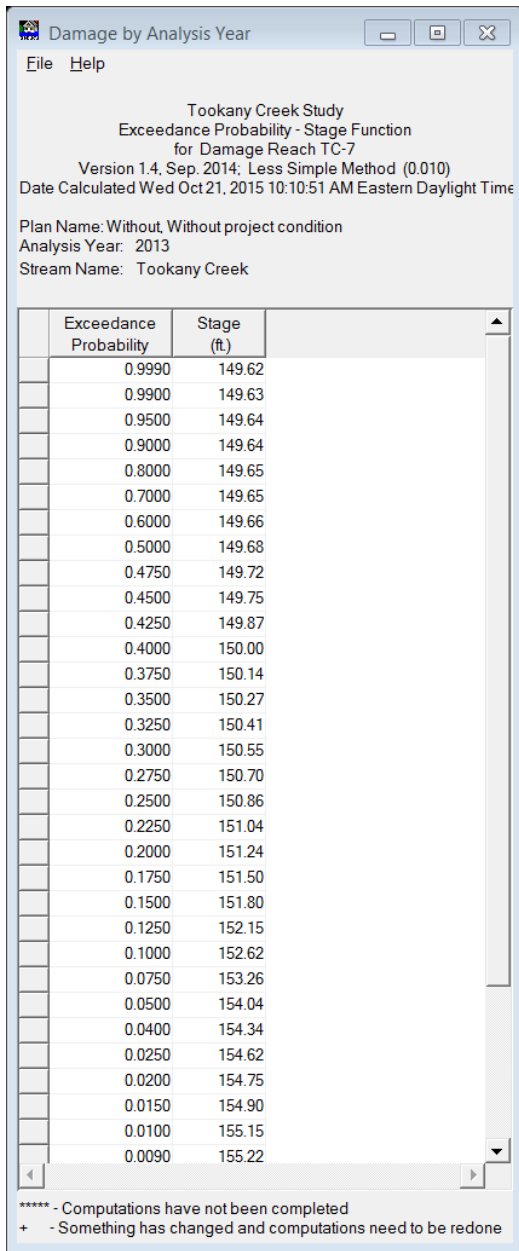 Damage by Analysis Year
File Help
Tookany Creek Study
Exceedance Probability - Stage Function
for Damage Reach TC-7
Version 1.4, Sep. 2014; Less Simple Method (0.010)
Date Calculated Wed Oct 21, 2015 10:10:51 AM Eastern Daylight Time
Plan Name: Without, Without project condition
Analysis Year: 2013
Stream Name: Tookany Creek
Exceedance Stage
Probability (ft.)
0.9990 149.62
0.9900 149.63
0.9500 149.64
0.9000 149.64
0.8000 149.65
0.7000 149.65
0.6000 149.66
0.5000 149.68
0.4750 149.72
0.4500 149.75
0.4250 149.87
0.4000 150.00
0.3750 150.14
0.3500 150.27
0.3250 150.41
0.3000 150.55
0.2750 150.70
0.2500 150.86
0.2250 151.04
0.2000 151.24
0.1750 151.50
0.1500 151.80
0.1250 152.15
0.1000 152.62
0.0750 153.26
0.0500 154.04
0.0400 154.34
0.0250 154.62
0.0200 154.75
0.0150 154.90
0.0100 155.15
0.0090 155.22
***** - Computations have not been completed
+ - Something has changed and computations need to be redone